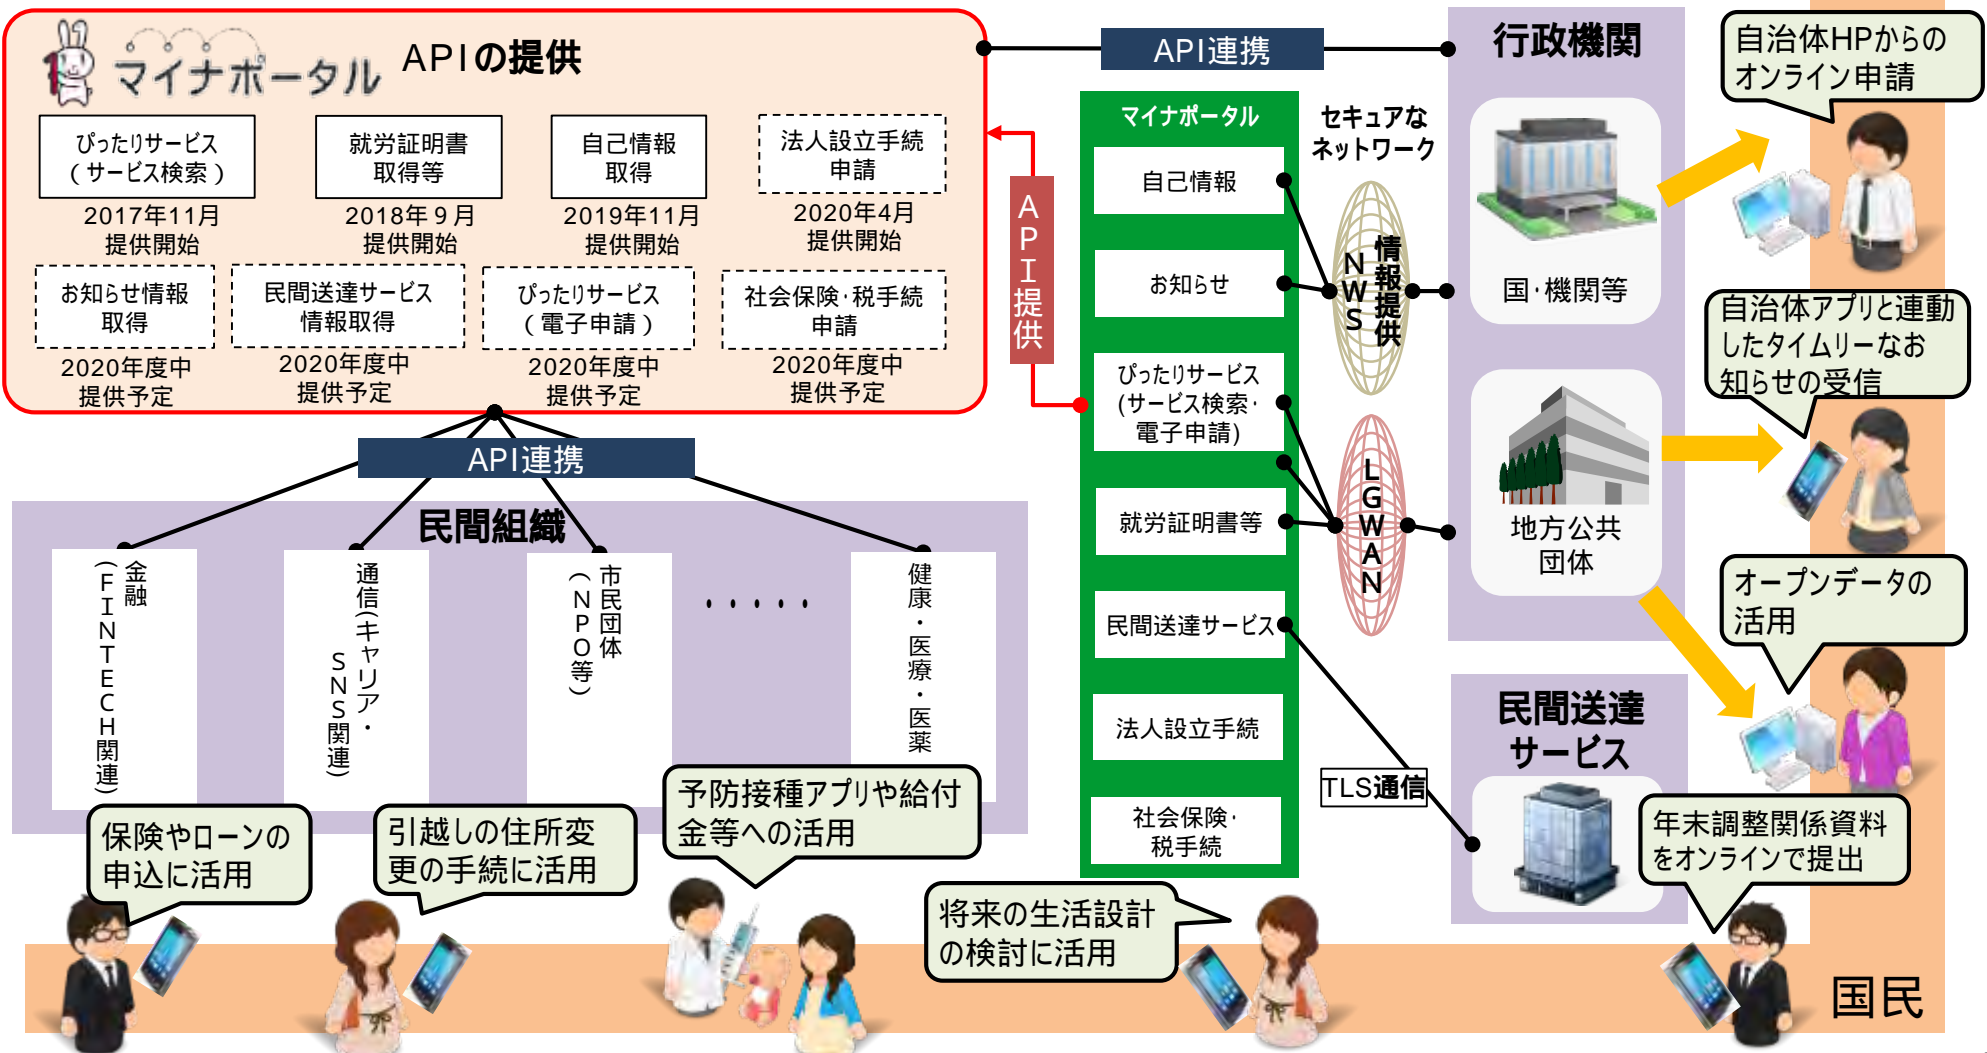 マイナポータル APIの提供
ぴったりサービス
（サービス検索）
2017年11月
提供開始
就労証明書
取得等
2018年９月
提供開始
自己情報
取得
2019年11月
提供開始
法人設立手続
申請
2020年4月
提供開始
お知らせ情報
取得
2020年度中
提供予定
民間送達サービス
情報取得
2020年度中
提供予定
ぴったりサービス
（電子申請）
2020年度中
提供予定
社会保険･税手続
申請
2020年度中
提供予定
API連携
API提供
API連携
民間組織
金融
（FINTECH関連）
通信(キャリア・
SNS関連)
市民団体
（NPO等）
・・・・・
健康・医療・医薬
マイナポータル
自己情報
お知らせ
ぴったりサービス
(サービス検索･
電子申請)
就労証明書等
民間送達サービス
法人設立手続
社会保険･
税手続
セキュアな
ネットワーク
情報提供
NWS
LGWAN
TLS通信
行政機関
国･機関等
地方公共
団体
民間送達
サービス
自治体HPからの
オンライン申請
自治体アプリと連動
したタイムリーなお
知らせの受信
オープンデータの
活用
年末調整関係資料
をオンラインで提出
保険やローンの
申込に活用
引越しの住所変
更の手続に活用
予防接種アプリや給付
金等への活用
将来の生活設計
の検討に活用
国民